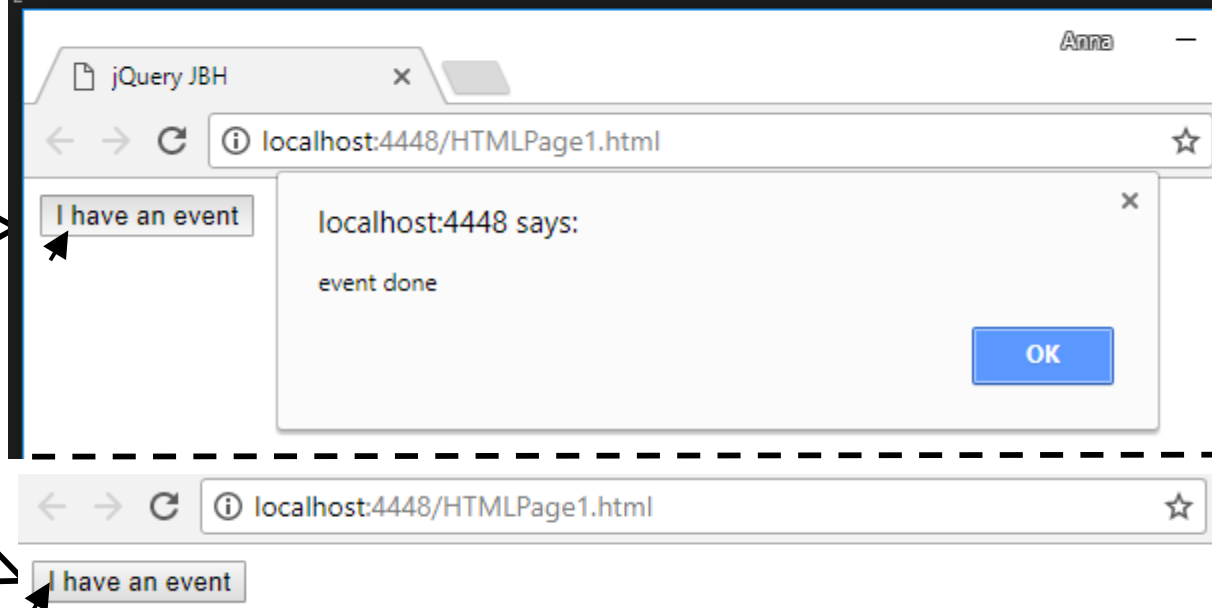 Anna
jQuery JBH
localhost:4448/HTMLPage1.html
I have an event
localhost:4448 says:
event done
OK
localhost:4448/HTMLPage1.html
I have an event